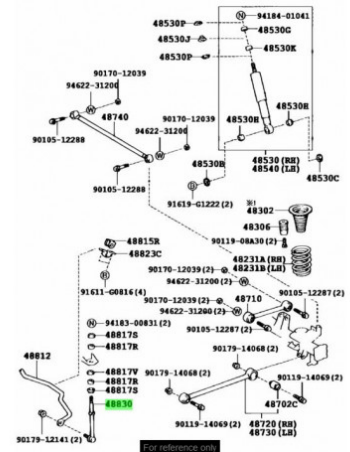 48530P
N 94184-01041
48530G
48530J
48530P
48530K
90170-12039
94622-31200
W
48740
90170-12039
94622-31200
W
90105-12288
90105-12288
48530H
48530H
48530B
48530 (RH)
48540 (LH)
48530C
91619-G1222(2)
48302
48306
90119-08A30(2)
48815R
48823C
91611-G0816(4)
48231A(RH)
48231B(LH)
90170-12039(2)
94622-31200(2) W
90105-12287(2)
48710
90170-12039(2)
94622-31200(2) W
90105-12287(2)
N 94183-00831(2)
48817S
48817R
48812
48817V
48817R
48817S
48830
90179-12141(2)
90179-14068(2)
90179-14068(2)
90119-14069(2)
48702C
90119-14069(2)
48720(RH)
48730(LH)
For reference only